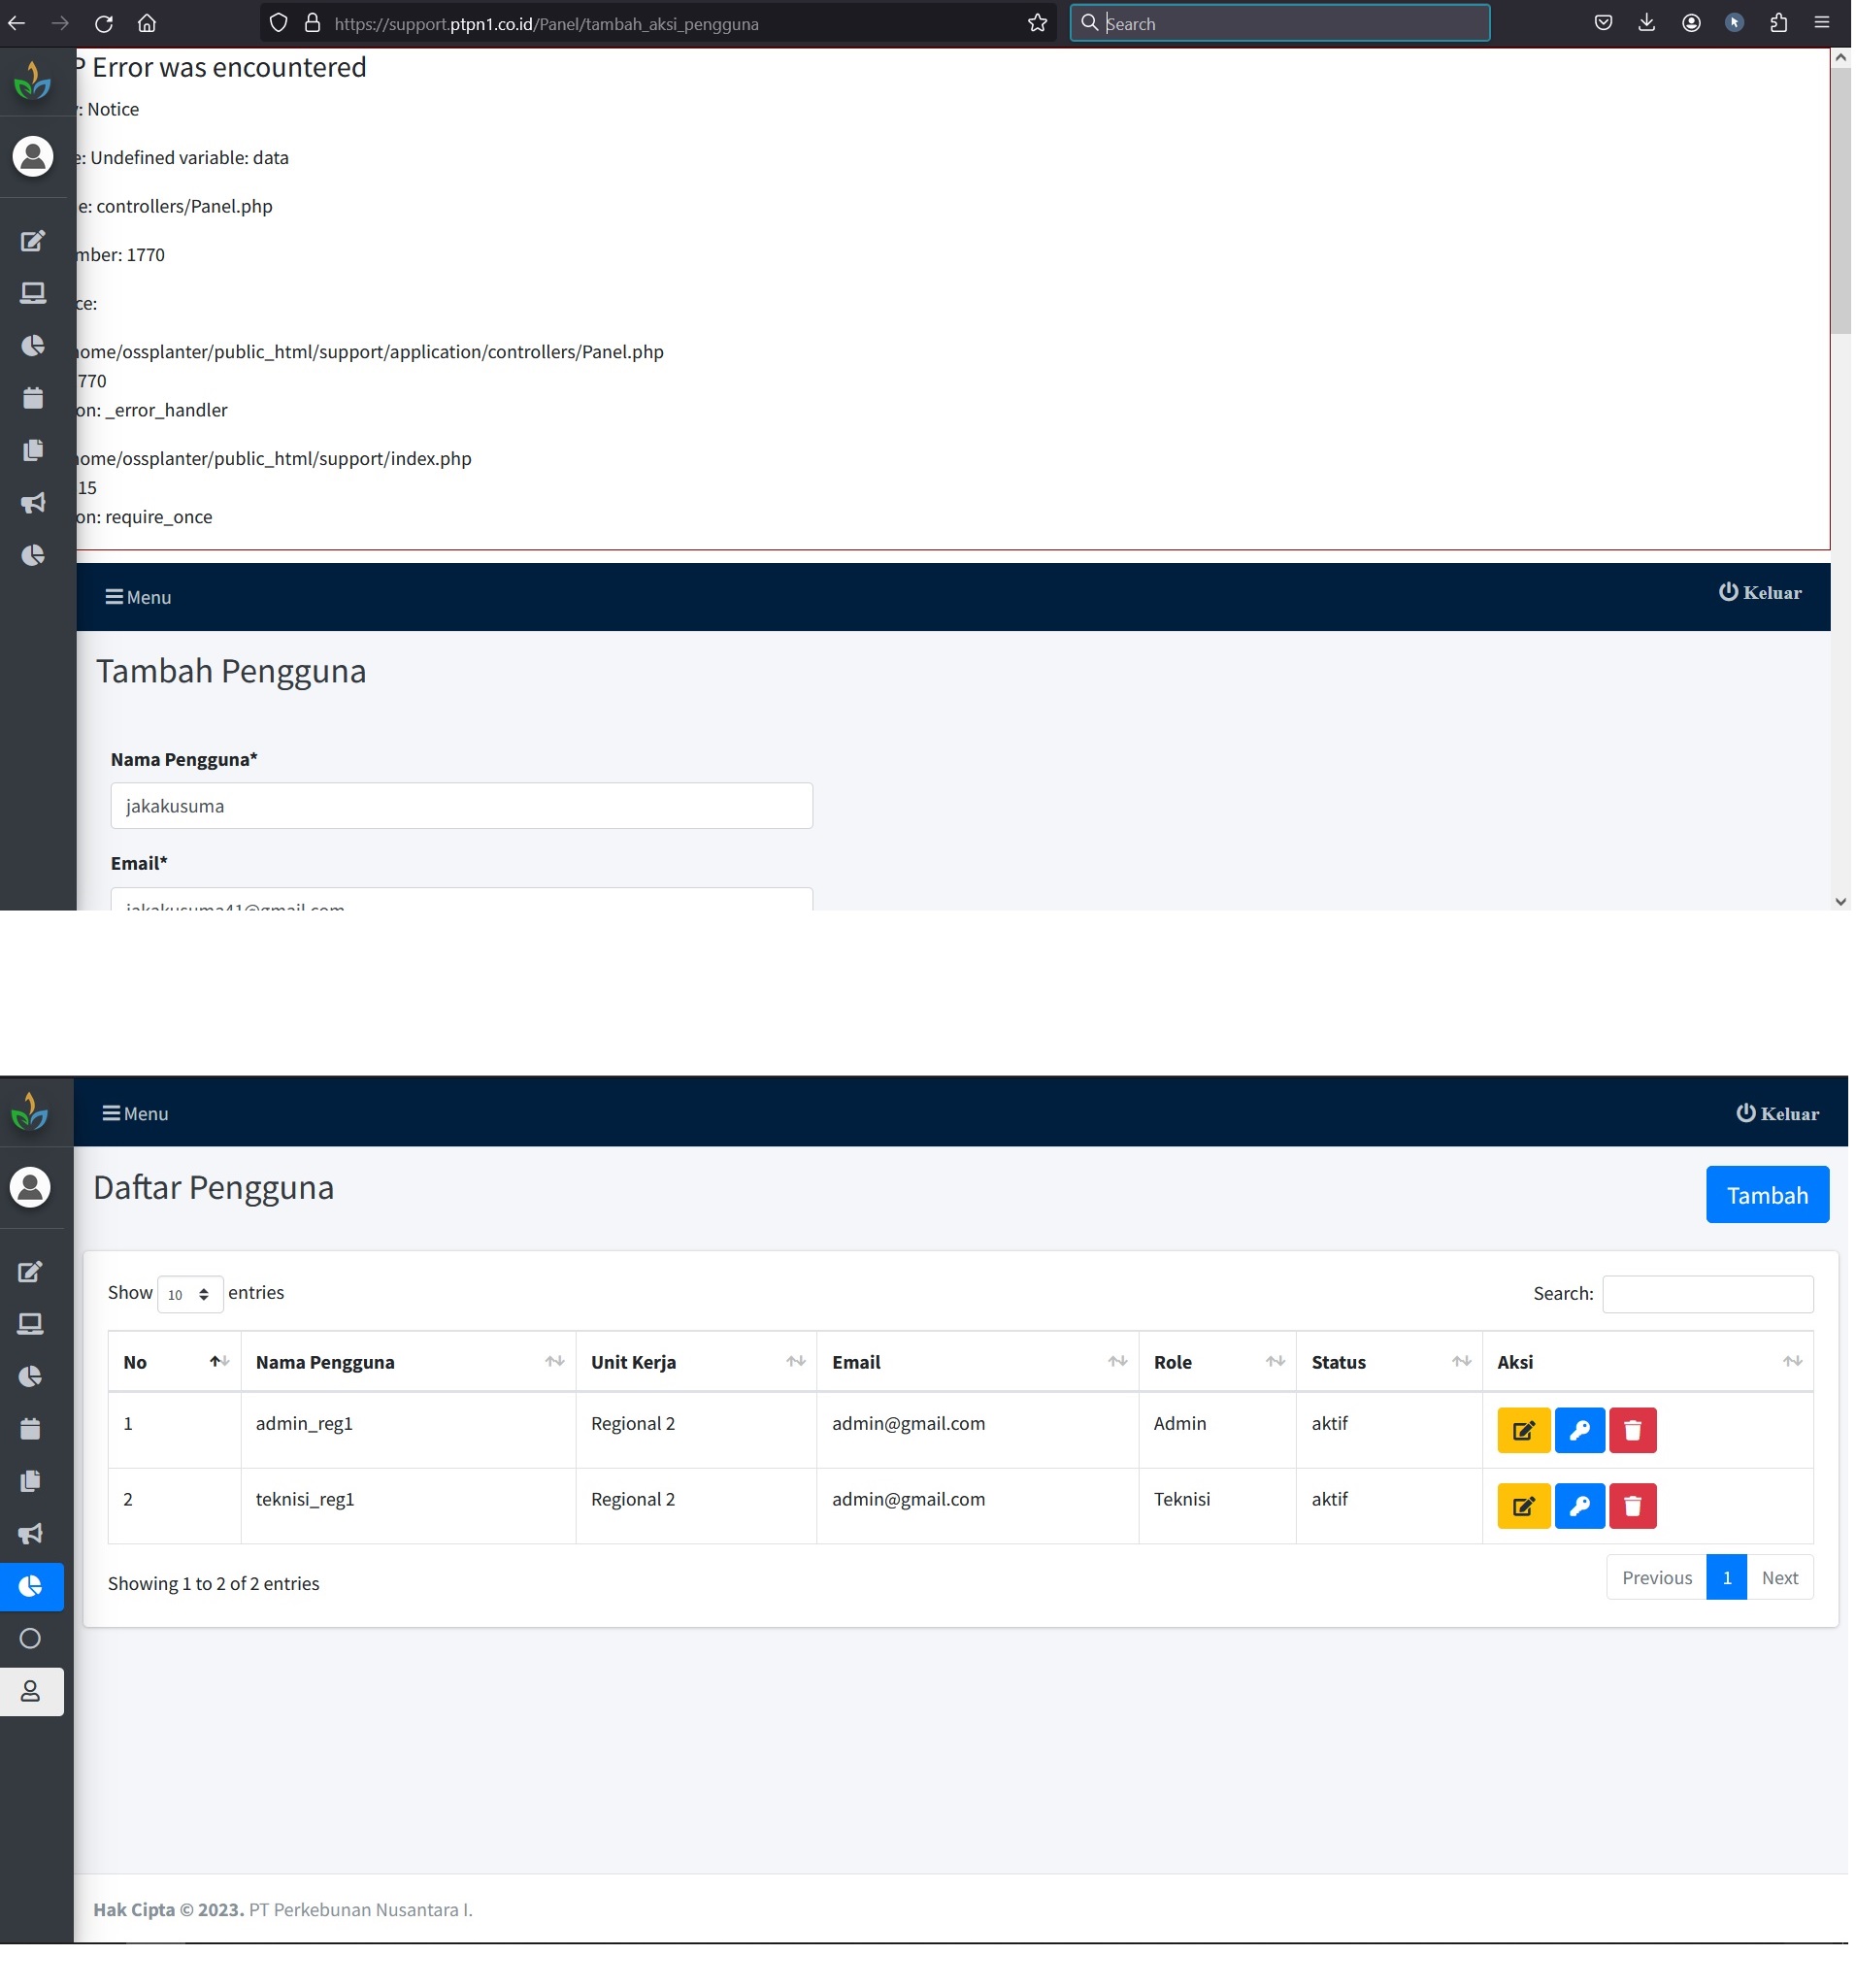 https://support.ptpn1.co.id/Panel/tambah_aksi_pengguna
Search
P Error was encountered
: Notice
e: Undefined variable: data
e: controllers/Panel.php
mber: 1770
ce:
ome/ossplanter/public_html/support/application/controllers/Panel.php
770
on: _error_handler
ome/ossplanter/public_html/support/index.php
15
on: require_once
Menu
Keluar
Tambah Pengguna
Nama Pengguna*
jakakusuma
Email*
jakakusuma41@gmail.com
Menu
Keluar
Daftar Pengguna
Tambah
Show 10 entries
Search:
No Nama Pengguna Unit Kerja Email Role Status Aksi
1 admin_reg1 Regional 2 admin@gmail.com Admin aktif
2 teknisi_reg1 Regional 2 admin@gmail.com Teknisi aktif
Showing 1 to 2 of 2 entries
Previous 1 Next
Hak Cipta © 2023. PT Perkebunan Nusantara I.